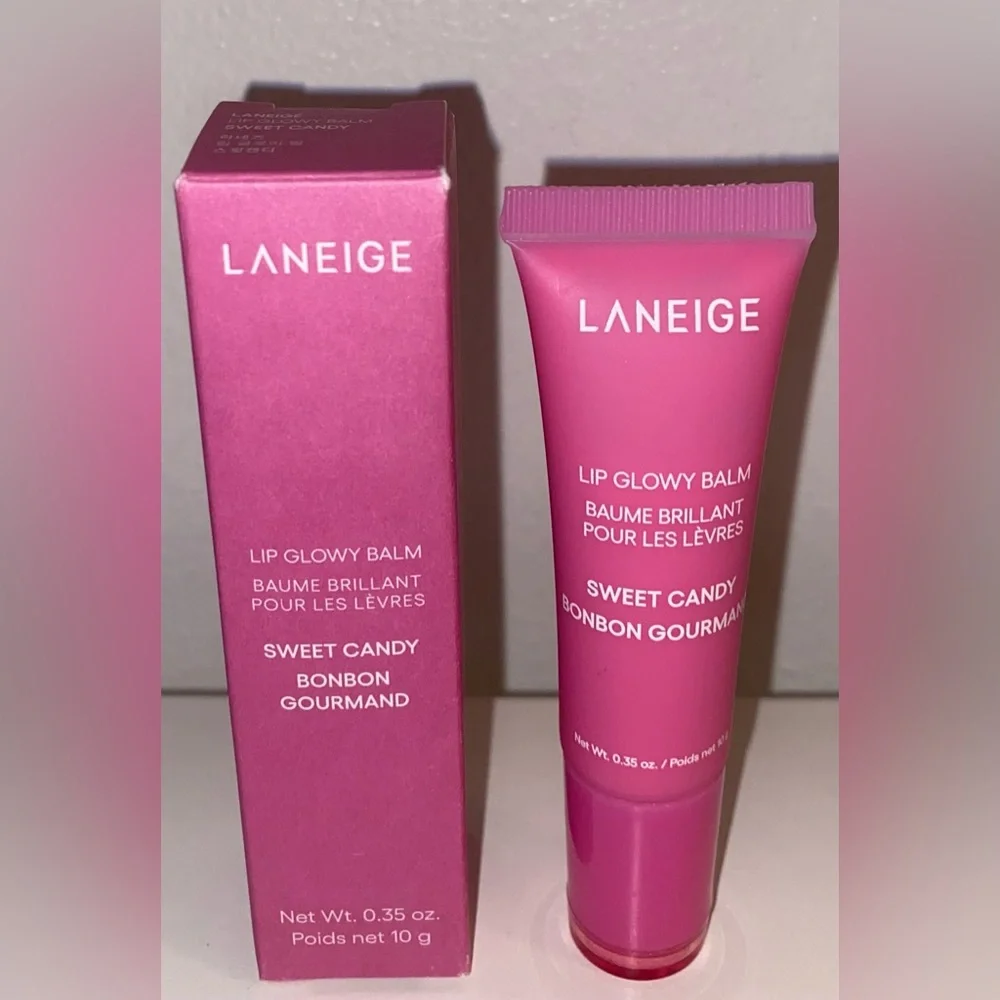 LANEIGE
LIP GLOWY BALM
SWEET CANDY
LANEIGE
LIP GLOWY BALM
BAUME BRILLANT
POUR LES LÈVRES
SWEET CANDY
BONBON
GOURMAND
Net Wt. 0.35 oz.
Poids net 10 g
LANEIGE
LIP GLOWY BALM
BAUME BRILLANT
POUR LES LÈVRES
SWEET CANDY
BONBON GOURMAND
Net Wt. 0.35 oz. / Poids net 10 g